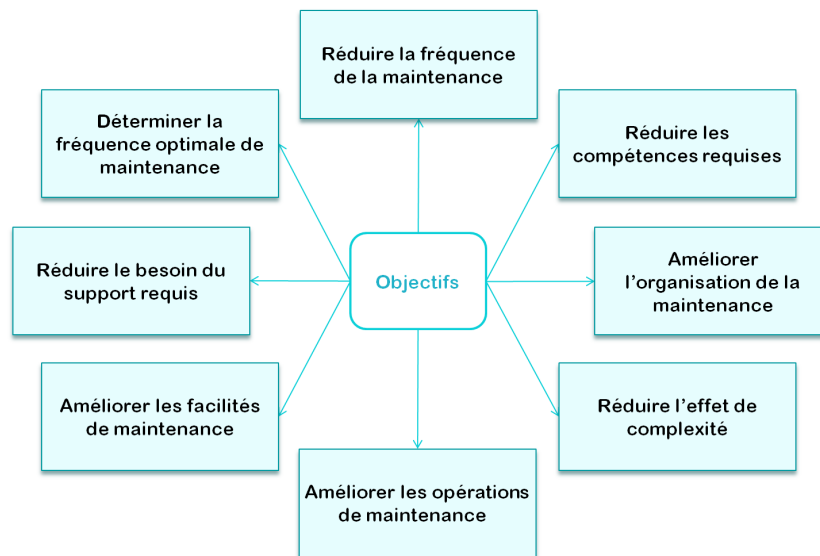 Réduire la fréquence
de la maintenance
Déterminer la
fréquence optimale de
maintenance
Réduire les
compétences requises
Réduire le besoin du
support requis
Objectifs
Améliorer
l’organisation de la
maintenance
Améliorer les facilités
de maintenance
Réduire l’effet de
complexité
Améliorer les opérations
de maintenance